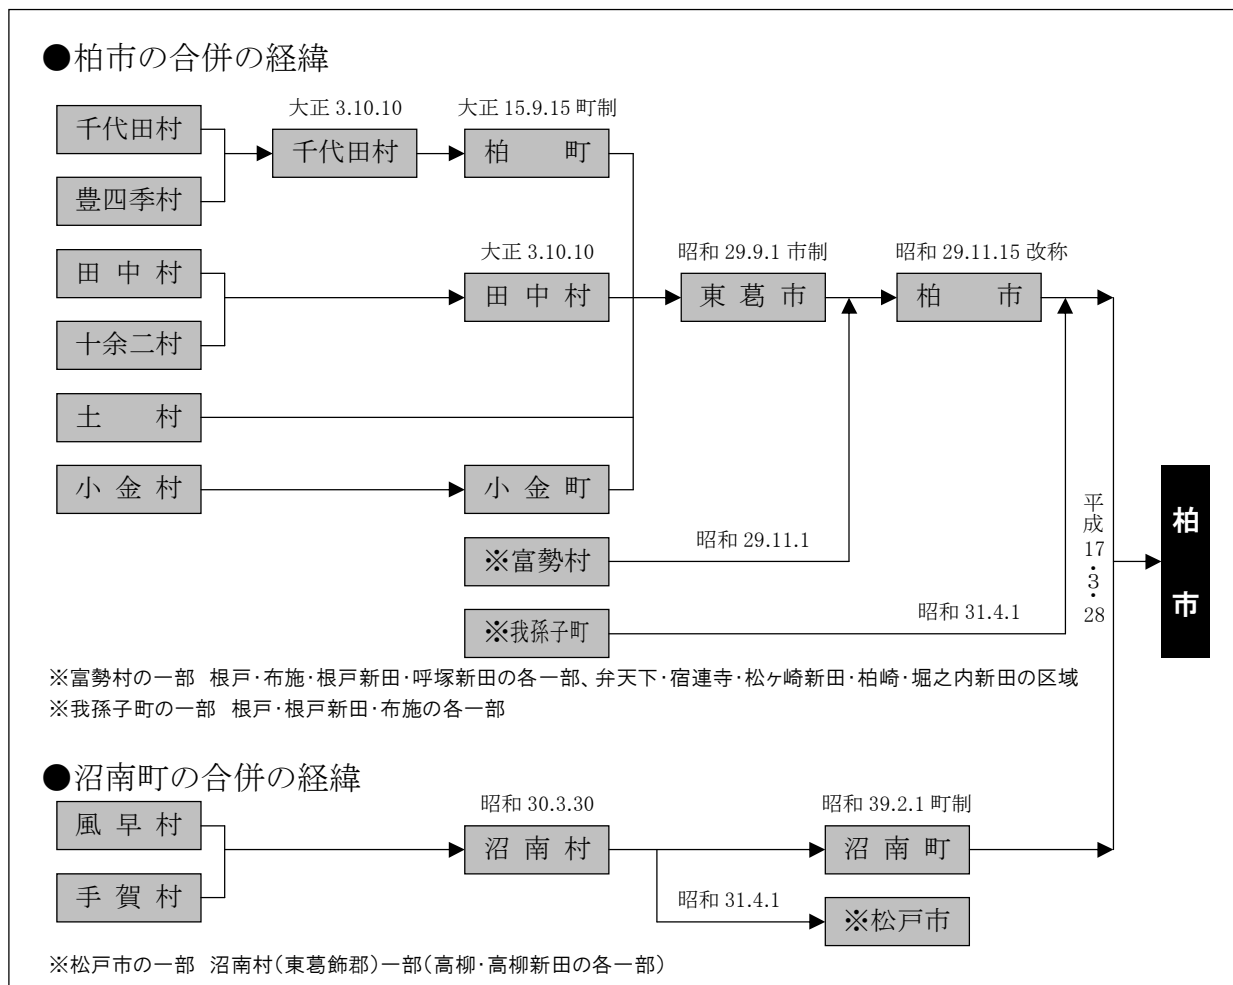 ●柏市の合併の経緯
大正 3.10.10
大正 15.9.15 町制
千代田村
千代田村
柏 町
豊四季村
大正 3.10.10
昭和 29.9.1 市制
昭和 29.11.15 改称
田 中 村
田 中 村
東 葛 市
柏 市
十余二村
土 村
小 金 村
小 金 町
※富勢村
昭和 29.11.1
※我孫子町
昭和 31.4.1
平成17・3・28
柏市
※富勢村の一部 根戸・布施・根戸新田・呼塚新田の各一部、弁天下・宿連寺・松ヶ崎新田・柏崎・堀之内新田の区域
※我孫子町の一部 根戸・根戸新田・布施の各一部
●沼南町の合併の経緯
昭和 30.3.30
昭和 39.2.1 町制
風 早 村
沼 南 村
沼 南 町
手 賀 村
昭和 31.4.1
※松戸市
※松戸市の一部 沼南村(東葛飾郡)一部(高柳・高柳新田の各一部)